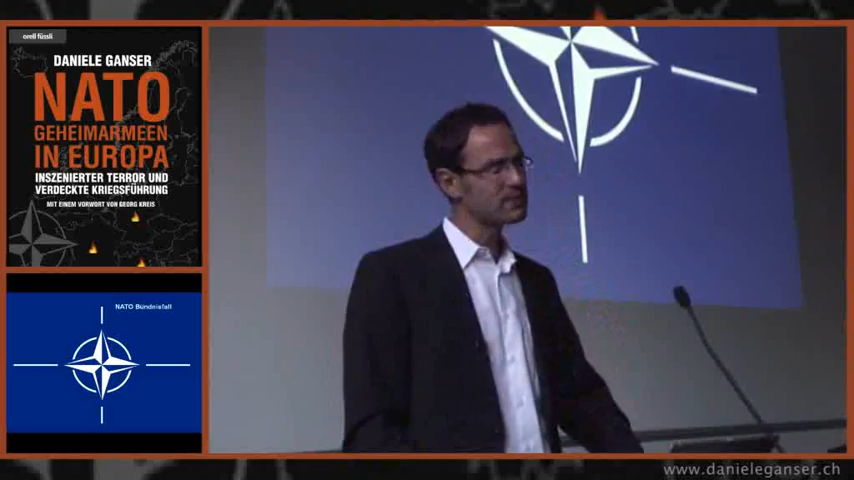 orell füssli
DANIELE GANSER
NATO
GEHEIMARMEEN
IN EUROPA
INSZENIERTER TERROR UND
VERDECKTE KRIEGSFÜHRUNG
MIT EINEM VORWORT VON GEORG KREIS
NATO Bündnisfall
www.danieleganser.ch